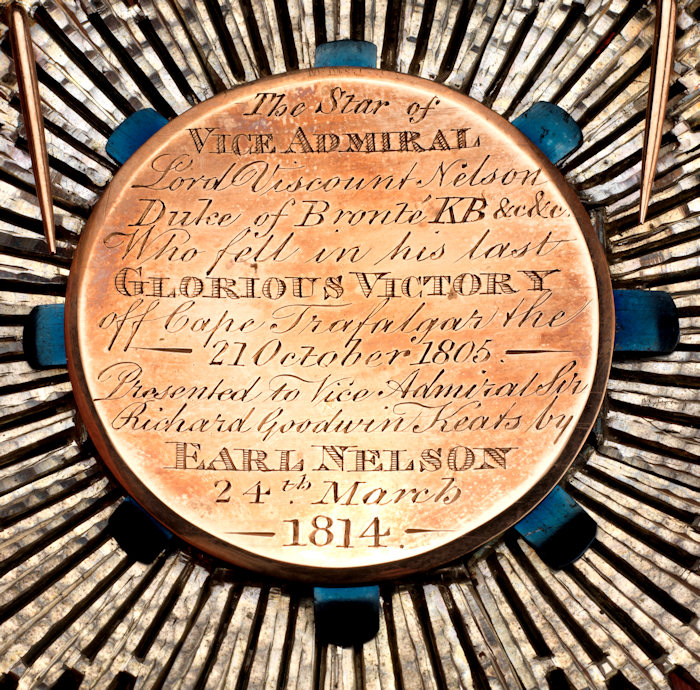 The Star of
VICE ADMIRAL
Lord Viscount Nelson
Duke of Bronté KB &c&c.
Who fell in his last
GLORIOUS VICTORY
off Cape Trafalgar the
21 October 1805.
Presented to Vice Admiral Sir
Richard Goodwin Keats by
EARL NELSON
24th March
1814.